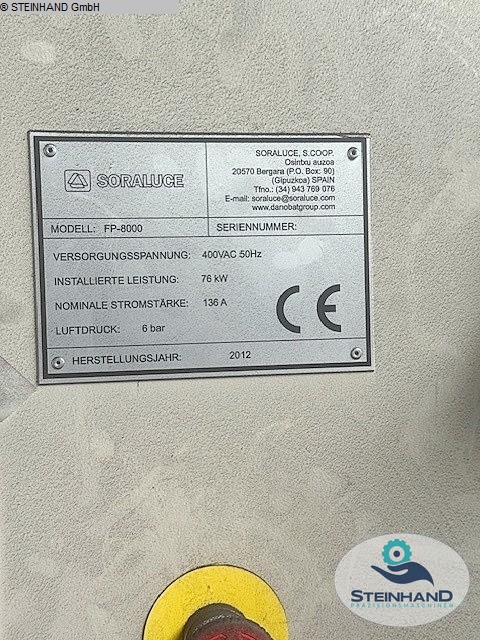 © STEINHAND GmbH
SORALUCE
SORALUCE, S.COOP.
Osintxu auzoa
20570 Bergara (P.O. Box: 90)
(Gipuzkoa) SPAIN
Tfno.: (34) 943 769 076
E-mail: soraluce@soraluce.com
www.danobatgroup.com
MODELL: FP-8000
SERIENNUMMER:
VERSORGUNGSSPANNUNG: 400VAC 50Hz
INSTALLIERTE LEISTUNG: 76 kW
NOMINALE STROMSTÄRKE: 136 A
LUFTDRUCK: 6 bar
CE
HERSTELLUNGSJAHR: 2012
STEINHAND
PRÄZISIONSMASCHINEN